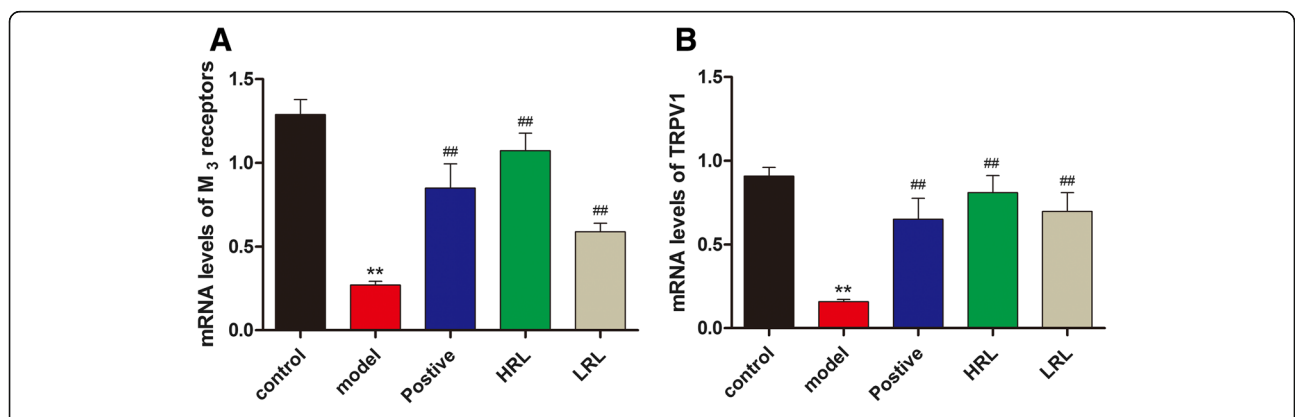 A
mRNA levels of M 3 receptors
1.5
1.0
0.5
0.0
**
##
##
##
control
model
Postive
HRL
LRL
B
mRNA levels of TRPV1
1.5
1.0
0.5
0.0
**
##
##
##
control
model
Postive
HRL
LRL